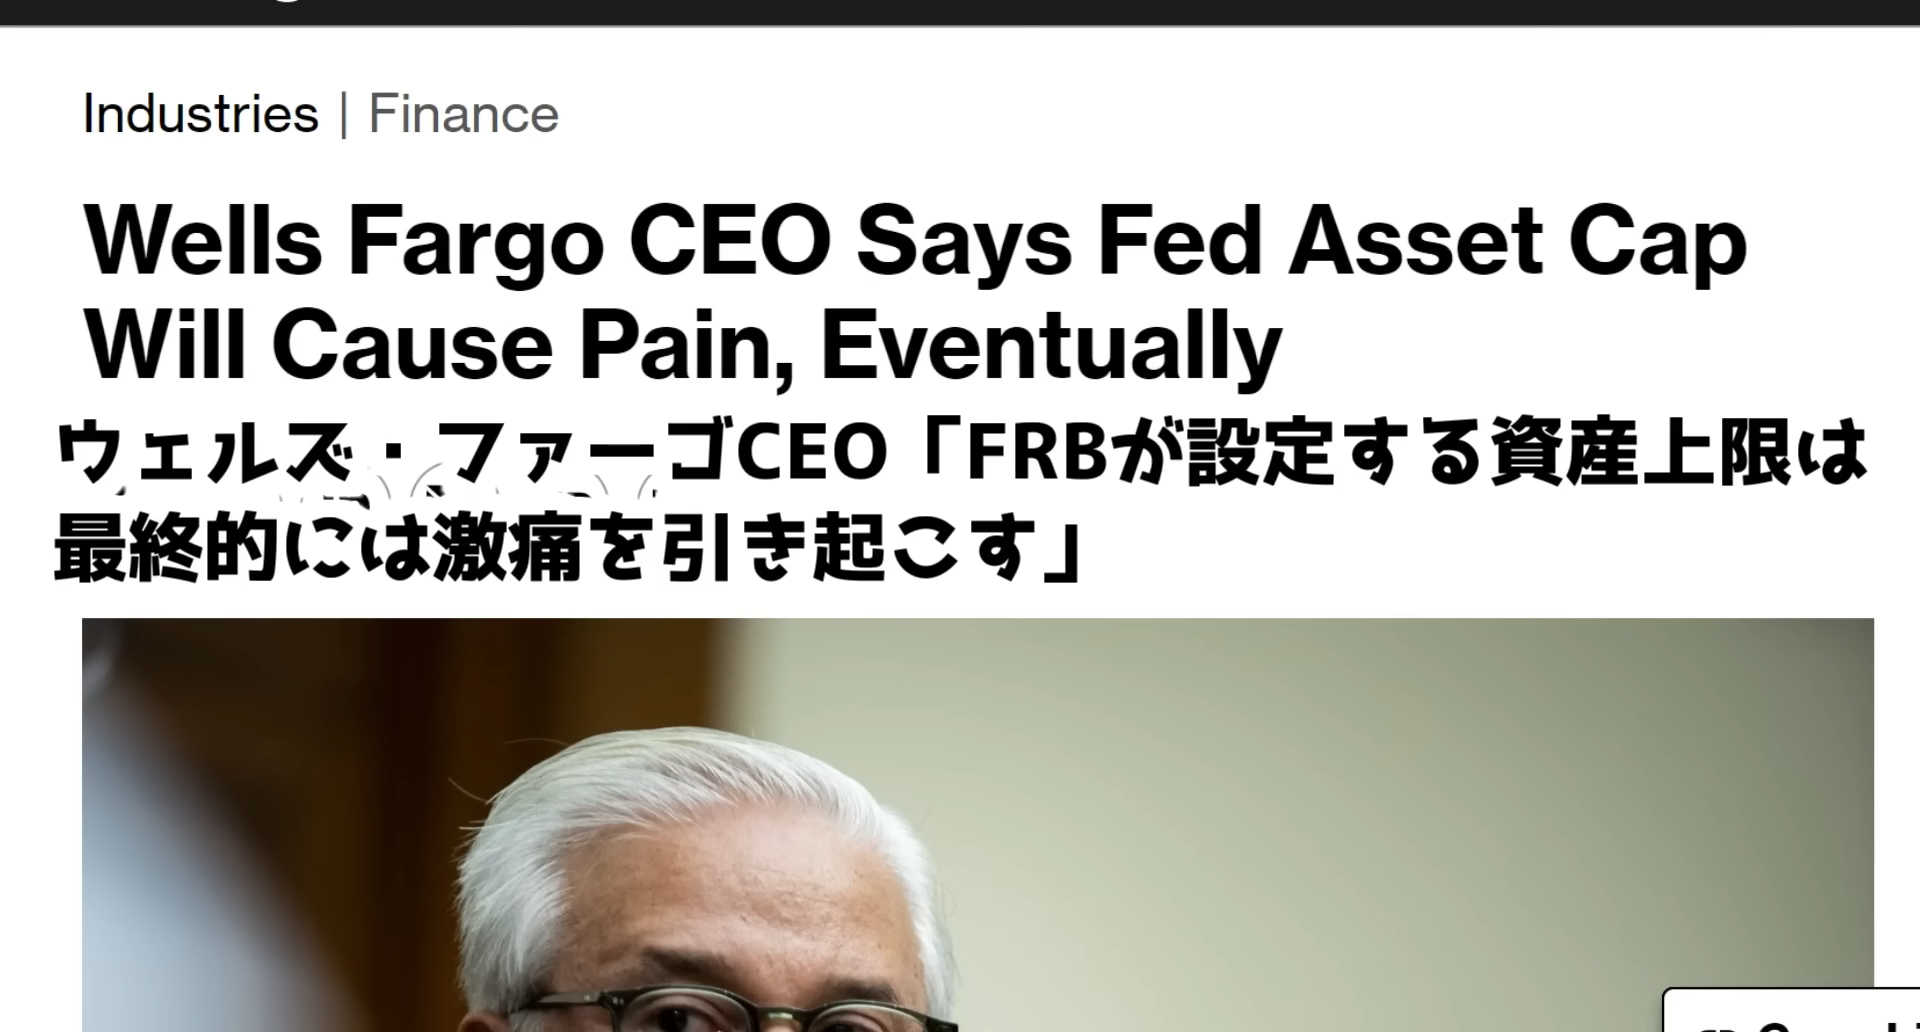 Industries | Finance
Wells Fargo CEO Says Fed Asset Cap
Will Cause Pain, Eventually
ウェルズ・ファーゴCEO「FRBが設定する資産上限は
最終的には激痛を引き起こす」